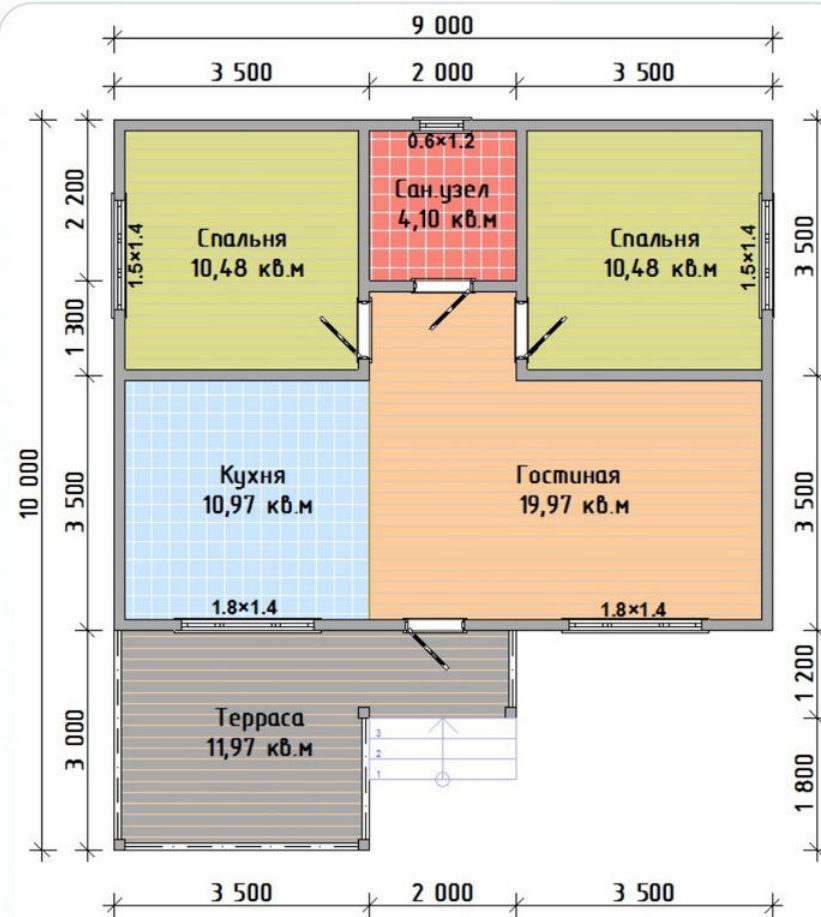 9 000
3 500
2 000
3 500
0.6×1.2
Сан.узел
4,10 кв.м
2 200
1.5×1.4
Спальня
10,48 кв.м
Спальня
10,48 кв.м
1.5×1.4
3 500
1 300
10 000
3 500
Кухня
10,97 кв.м
Гостиная
19,97 кв.м
3 500
1.8×1.4
1.8×1.4
3 000
Терраса
11,97 кв.м
3
2
1
1 200
1 800
3 500
2 000
3 500